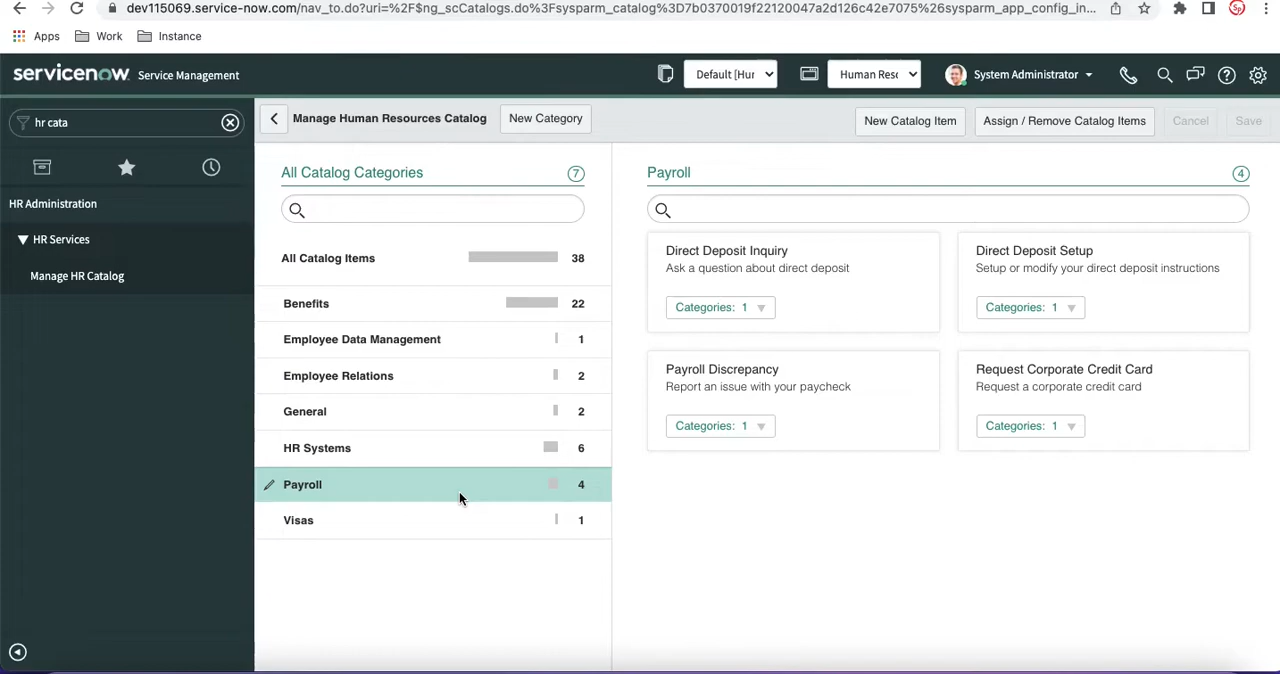 dev115069.service-now.com/nav_to.do?uri=%2F$ng_scCatalogs.do%3Fsysparm_catalog%3D7b0370019f22120047a2d126c42e7075%26sysparm_app_config_in...
Apps Work Instance
servicenow Service Management Default [Hur Human Resc System Administrator
hr cata Manage Human Resources Catalog New Category New Catalog Item Assign / Remove Catalog Items Cancel Save
HR Administration
HR Services
Manage HR Catalog
All Catalog Categories 7
All Catalog Items 38
Benefits 22
Employee Data Management 1
Employee Relations 2
General 2
HR Systems 6
Payroll 4
Visas 1
Payroll 4
Direct Deposit Inquiry
Ask a question about direct deposit
Categories: 1
Direct Deposit Setup
Setup or modify your direct deposit instructions
Categories: 1
Payroll Discrepancy
Report an issue with your paycheck
Categories: 1
Request Corporate Credit Card
Request a corporate credit card
Categories: 1